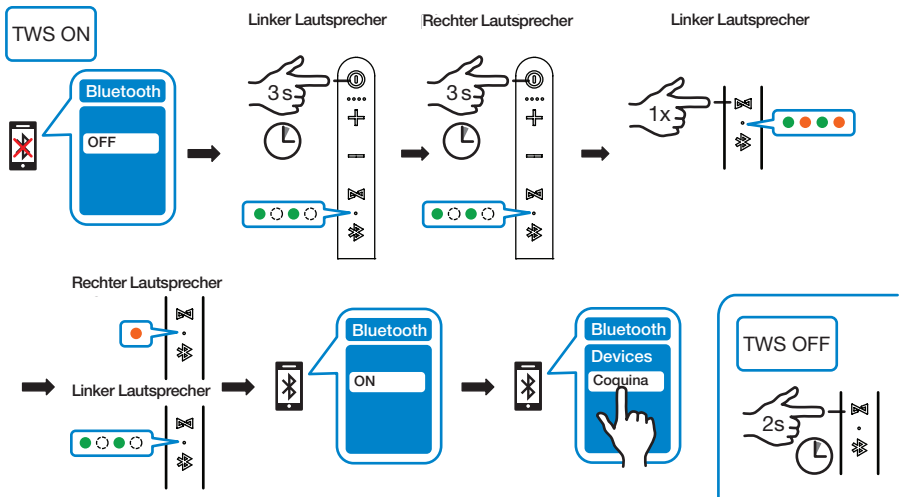 TWS ON
Linker Lautsprecher
Rechter Lautsprecher
Linker Lautsprecher
Bluetooth
OFF
3 s
3 s
1x
Rechter Lautsprecher
Linker Lautsprecher
Bluetooth
ON
Bluetooth
Devices
Coquina
TWS OFF
2s